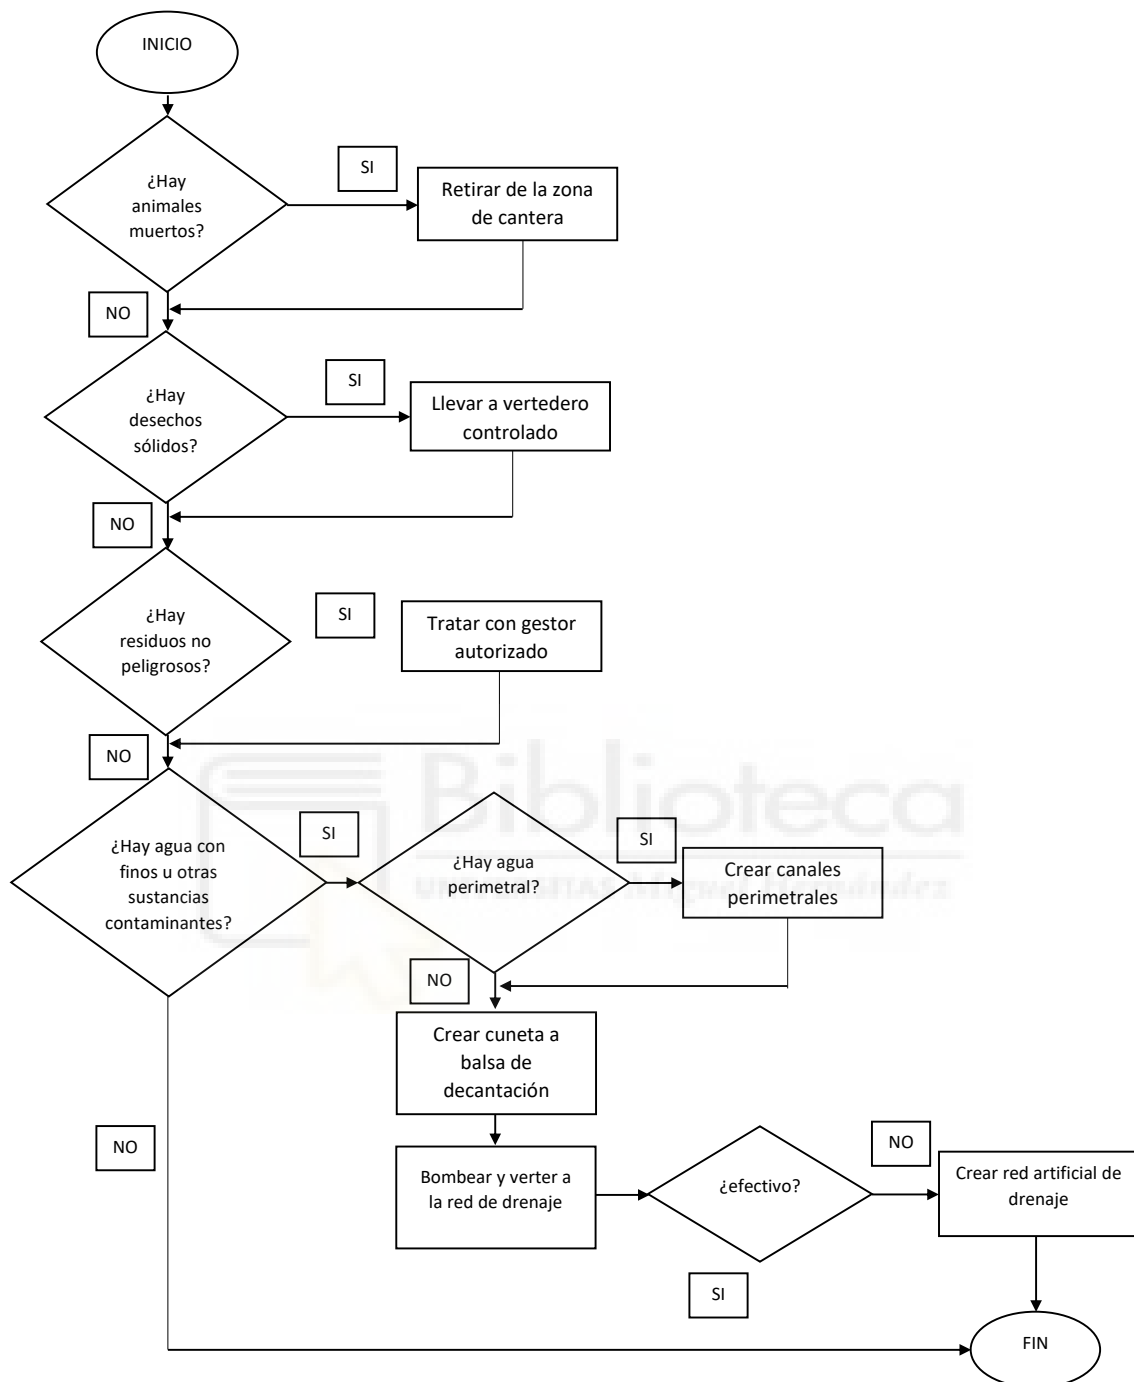 INICIO
¿Hay
animales
muertos?
SI
Retirar de la zona
de cantera
NO
¿Hay
desechos
sólidos?
SI
Llevar a vertedero
controlado
NO
¿Hay
residuos no
peligrosos?
SI
Tratar con gestor
autorizado
NO
¿Hay agua con
finos u otras
sustancias
contaminantes?
SI
¿Hay agua
perimetral?
SI
Crear canales
perimetrales
Biblioteca
UNIVERSITAS Miguel Hernández
NO
Crear cuneta a
balsa de
decantación
NO
Bombear y verter a
la red de drenaje
¿efectivo?
NO
Crear red artificial de
drenaje
SI
FIN